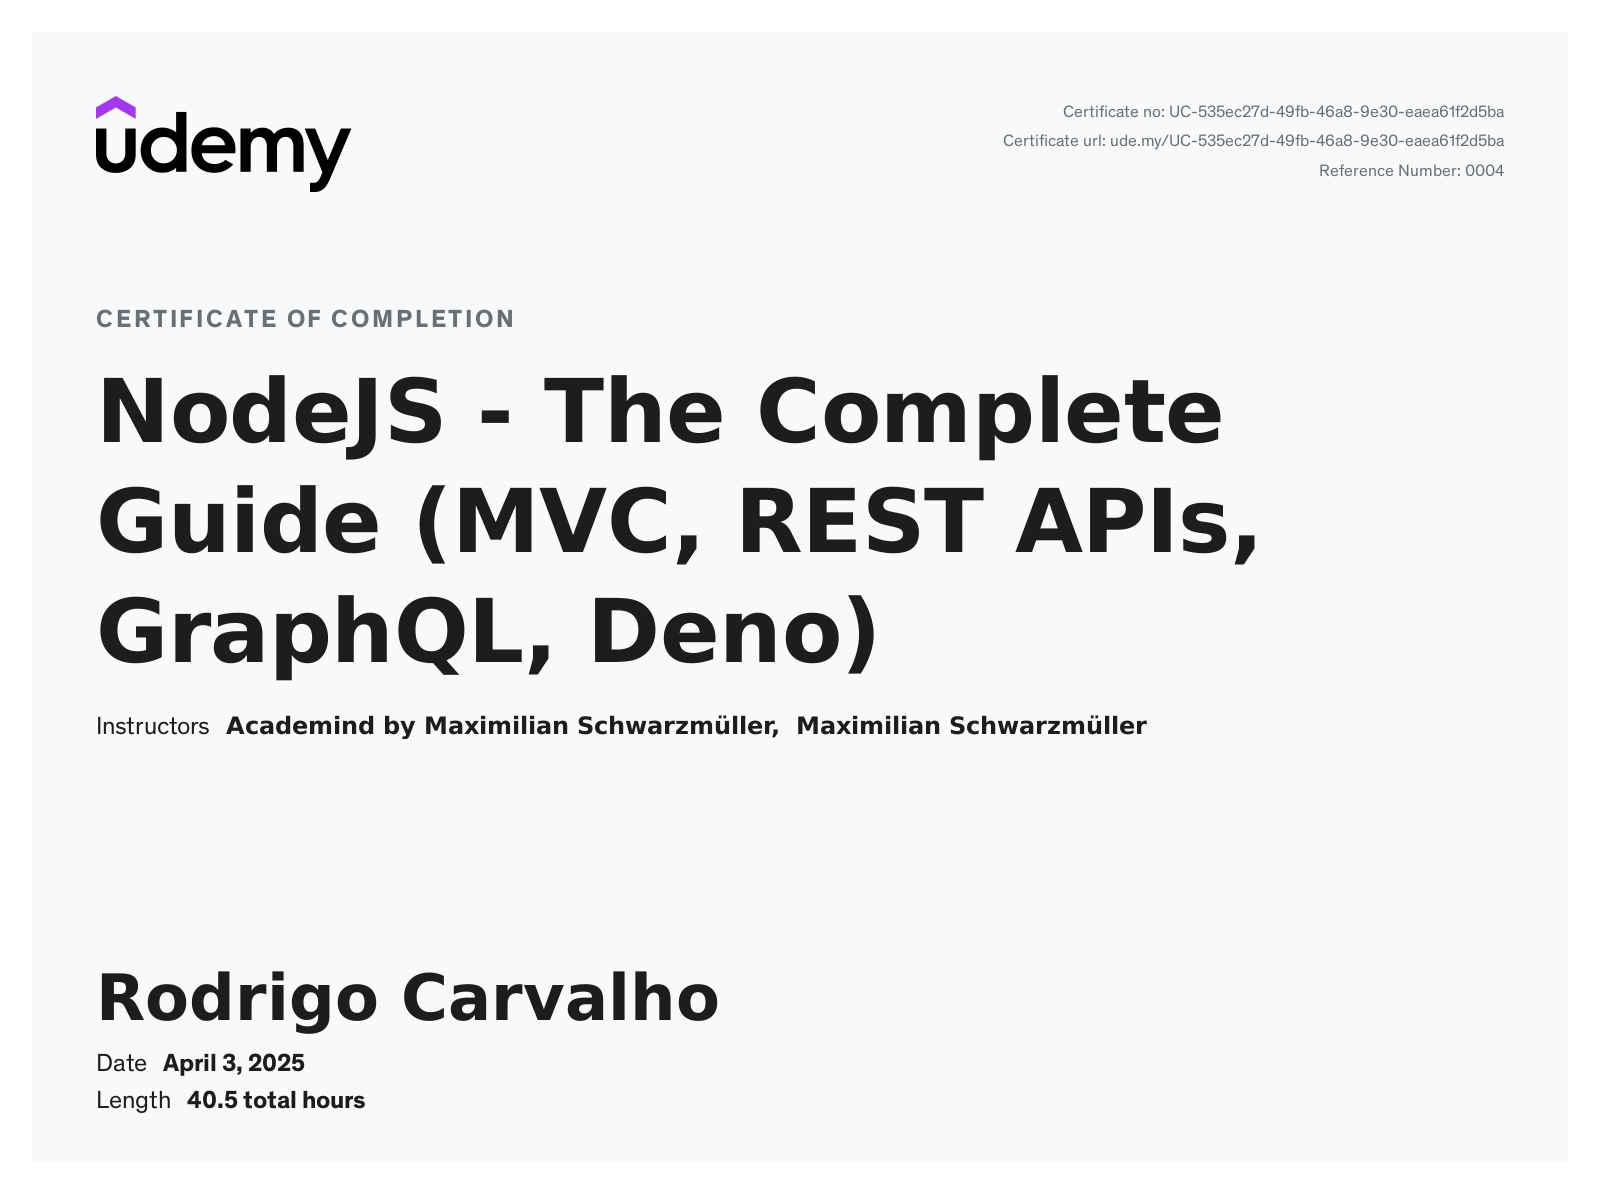 udemy
Certificate no: UC-535ec27d-49fb-46a8-9e30-eaea61f2d5ba
Certificate url: ude.my/UC-535ec27d-49fb-46a8-9e30-eaea61f2d5ba
Reference Number: 0004
CERTIFICATE OF COMPLETION
NodeJS - The Complete
Guide (MVC, REST APIs,
GraphQL, Deno)
Instructors Academind by Maximilian Schwarzmüller, Maximilian Schwarzmüller
Rodrigo Carvalho
Date April 3, 2025
Length 40.5 total hours